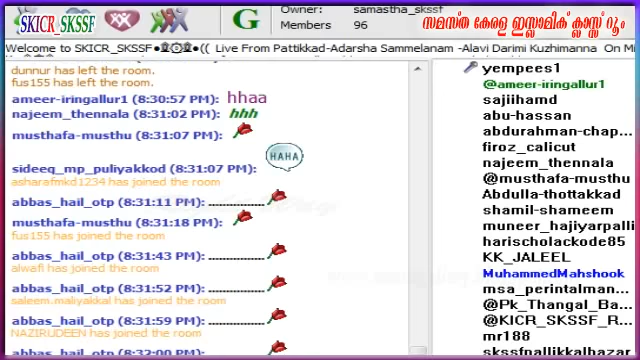 SKICR_SKSSF
G
Owner: samastha_skssf
Members 96
സമസ്ത കേരള ഇസ്ലാമിക് ക്ലാസ്സ് റൂം
Welcome to SKICR_SKSSF Live From Pattikkad-Adarsha Sammelanam -Alavi Darimi Kuzhimanna On Mi
dunnur has left the room.
fus155 has left the room.
ameer-iringallur1 (8:30:57 PM): hhaa
najeem_thennala (8:31:02 PM): hhh
musthafa-musthu (8:31:07 PM):
HAHA
sideeq_mp_puliyakkod (8:31:07 PM):
asharafmkd1234 has joined the room
abbas_hail_otp (8:31:11 PM): ................
musthafa-musthu (8:31:18 PM):
fus155 has joined the room
abbas_hail_otp (8:31:43 PM): ................
alwafi has joined the room
abbas_hail_otp (8:31:52 PM): ................
saleem.maliyakkal has joined the room
abbas_hail_otp (8:31:59 PM): ................
NAZIRUDEEN has joined the room
abbas_hail_otp (8:32:00 PM): ................
yempees1
@ameer-iringallur1
sajiihamd
abu-hassan
abdurahman-chap...
firoz_calicut
najeem_thennala
@musthafa-musthu
Abdulla-thottakkad
shamil-shameem
muneer_hajiyarpalli
harischolackode85
KK_JALEEL
MuhammedMahshook
msa_perintalman...
@Pk_Thangal_Ba...
@KICR_SKSSF_R...
mr188
skssfpallikkalbazar